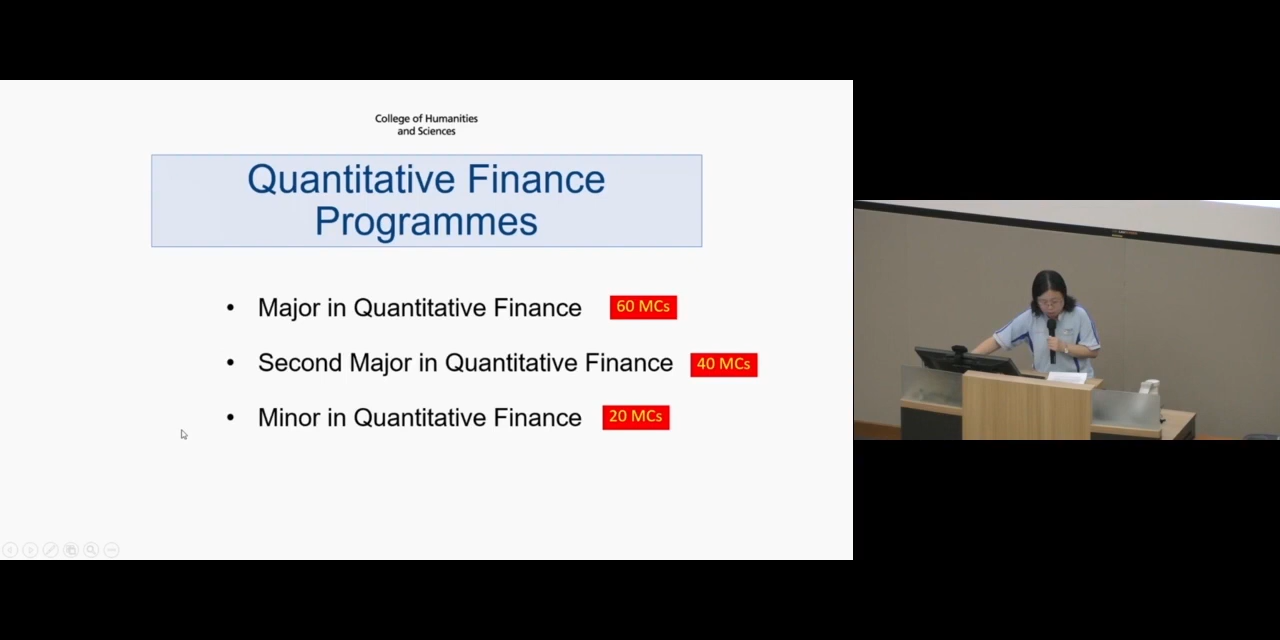 College of Humanities
and Sciences
Quantitative Finance
Programmes
• Major in Quantitative Finance 60 MCs
• Second Major in Quantitative Finance 40 MCs
• Minor in Quantitative Finance 20 MCs